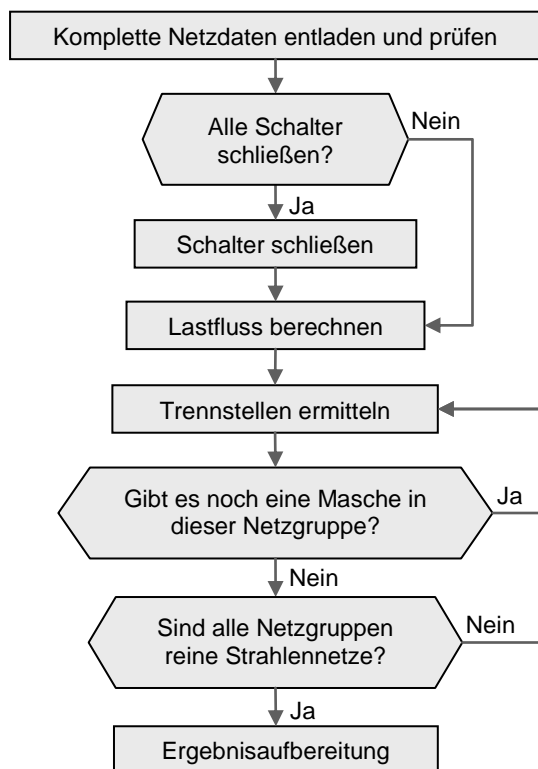 Komplette Netzdaten entladen und prüfen
Alle Schalter
schließen?
Nein
Ja
Schalter schließen
Lastfluss berechnen
Trennstellen ermitteln
Gibt es noch eine Masche in
dieser Netzgruppe?
Ja
Nein
Sind alle Netzgruppen
reine Strahlennetze?
Nein
Ja
Ergebnisaufbereitung